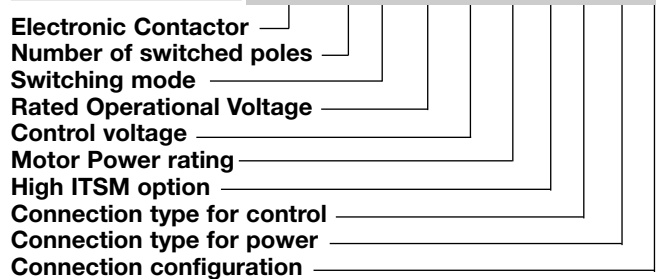 Electronic Contactor
Number of switched poles
Switching mode
Rated Operational Voltage
Control voltage
Motor Power rating
High ITSM option
Connection type for control
Connection type for power
Connection configuration